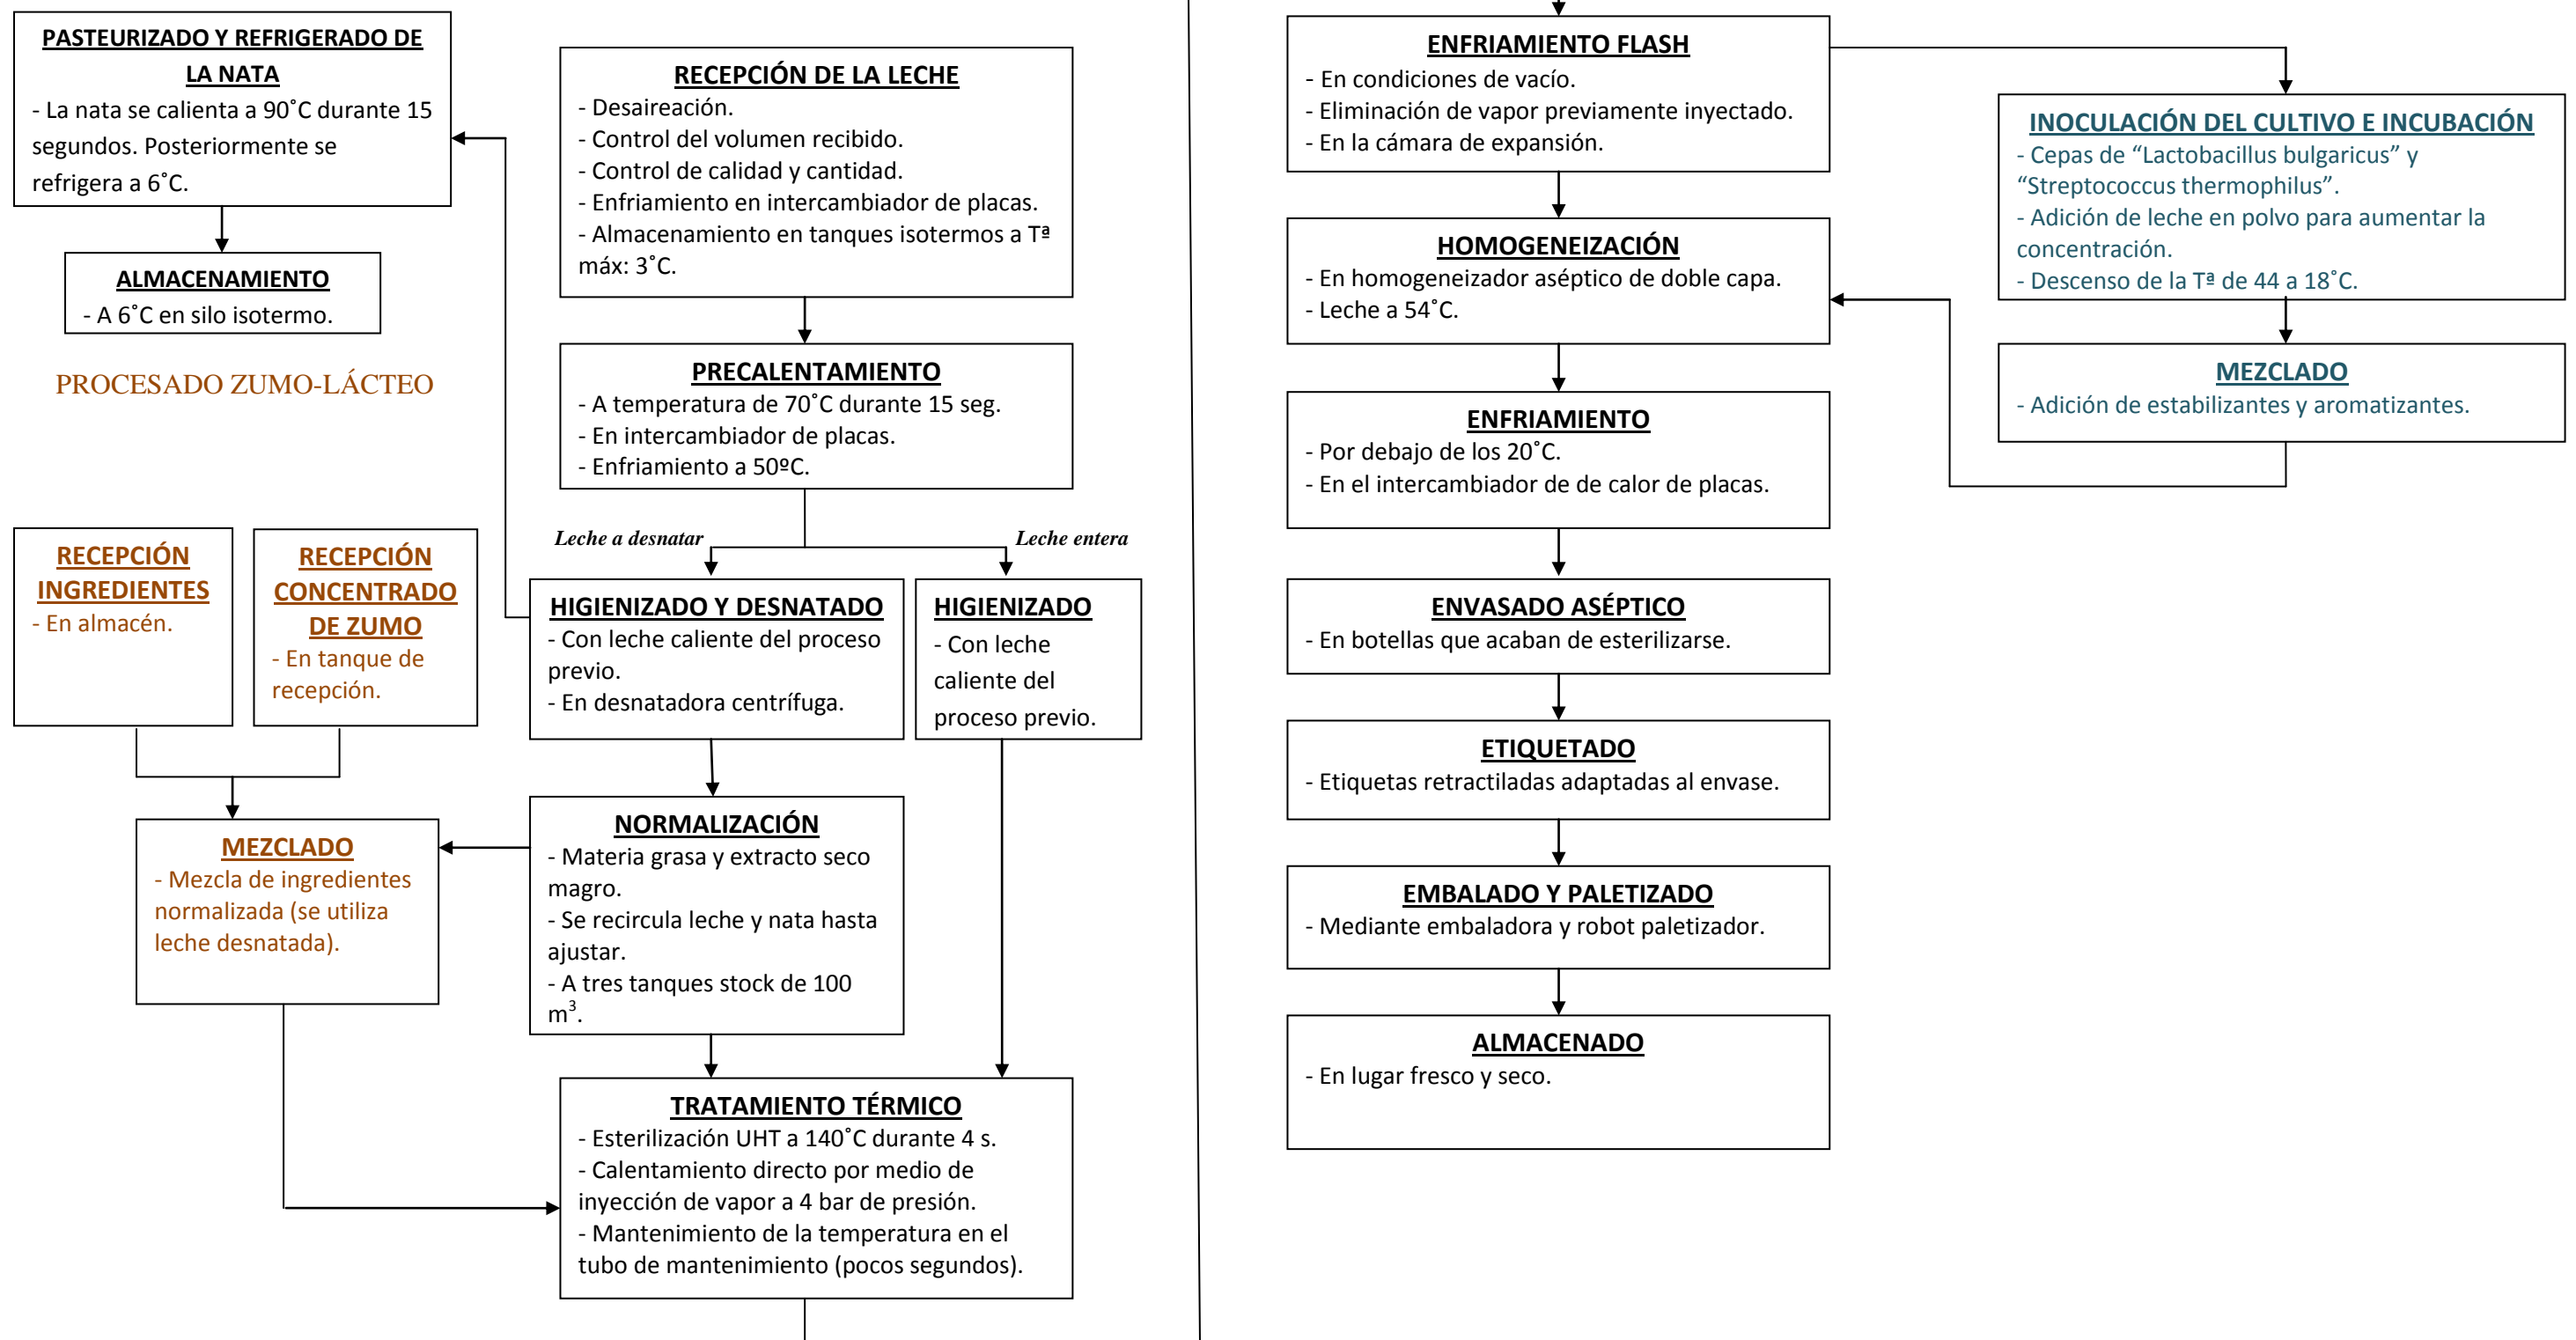 PASTEURIZADO Y REFRIGERADO DE
LA NATA
- La nata se calienta a 90˚C durante 15
segundos. Posteriormente se
refrigera a 6˚C.
ALMACENAMIENTO
- A 6˚C en silo isotermo.
PROCESADO ZUMO-LÁCTEO
RECEPCIÓN
INGREDIENTES
- En almacén.
RECEPCIÓN
CONCENTRADO
DE ZUMO
- En tanque de
recepción.
MEZCLADO
- Mezcla de ingredientes
normalizada (se utiliza
leche desnatada).
RECEPCIÓN DE LA LECHE
- Desaireación.
- Control del volumen recibido.
- Control de calidad y cantidad.
- Enfriamiento en intercambiador de placas.
- Almacenamiento en tanques isotermos a Tª
máx: 3˚C.
PRECALENTAMIENTO
- A temperatura de 70˚C durante 15 seg.
- En intercambiador de placas.
- Enfriamiento a 50ºC.
Leche a desnatar
Leche entera
HIGIENIZADO Y DESNATADO
- Con leche caliente del proceso
previo.
- En desnatadora centrífuga.
HIGIENIZADO
- Con leche
caliente del
proceso previo.
NORMALIZACIÓN
- Materia grasa y extracto seco
magro.
- Se recircula leche y nata hasta
ajustar.
- A tres tanques stock de 100
m³.
TRATAMIENTO TÉRMICO
- Esterilización UHT a 140˚C durante 4 s.
- Calentamiento directo por medio de
inyección de vapor a 4 bar de presión.
- Mantenimiento de la temperatura en el
tubo de mantenimiento (pocos segundos).
ENFRIAMIENTO FLASH
- En condiciones de vacío.
- Eliminación de vapor previamente inyectado.
- En la cámara de expansión.
HOMOGENEIZACIÓN
- En homogeneizador aséptico de doble capa.
- Leche a 54˚C.
ENFRIAMIENTO
- Por debajo de los 20˚C.
- En el intercambiador de de calor de placas.
ENVASADO ASÉPTICO
- En botellas que acaban de esterilizarse.
ETIQUETADO
- Etiquetas retractiladas adaptadas al envase.
EMBALADO Y PALETIZADO
- Mediante embaladora y robot paletizador.
ALMACENADO
- En lugar fresco y seco.
INOCULACIÓN DEL CULTIVO E INCUBACIÓN
- Cepas de “Lactobacillus bulgaricus” y
“Streptococcus thermophilus”.
- Adición de leche en polvo para aumentar la
concentración.
- Descenso de la Tª de 44 a 18˚C.
MEZCLADO
- Adición de estabilizantes y aromatizantes.